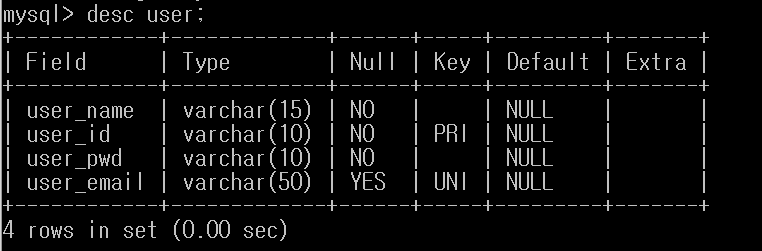 mysql> desc user;
+------------+-------------+------+-----+---------+-------+
| Field      | Type        | Null | Key | Default | Extra |
+------------+-------------+------+-----+---------+-------+
| user_name  | varchar(15) | NO   |     | NULL    |       |
| user_id    | varchar(10) | NO   | PRI | NULL    |       |
| user_pwd   | varchar(10) | NO   |     | NULL    |       |
| user_email | varchar(50) | YES  | UNI | NULL    |       |
+------------+-------------+------+-----+---------+-------+
4 rows in set (0.00 sec)